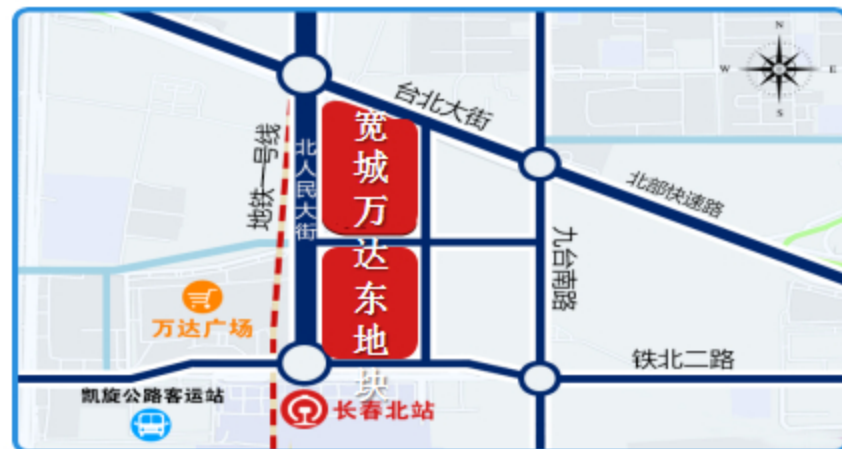 N
W
E
S
台北大街
宽城万达东地块
地铁一号线
北人民大街
北部快速路
九台南路
万达广场
铁北二路
凯旋公路客运站
长春北站